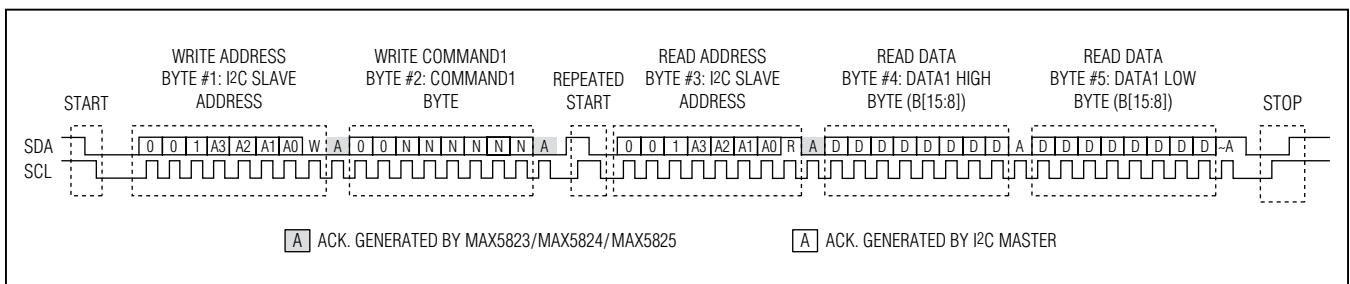 WRITE ADDRESS
BYTE #1: I2C SLAVE
ADDRESS
WRITE COMMAND1
BYTE #2: COMMAND1
BYTE
READ ADDRESS
BYTE #3: I2C SLAVE
ADDRESS
READ DATA
BYTE #4: DATA1 HIGH
BYTE (B[15:8])
READ DATA
BYTE #5: DATA1 LOW
BYTE (B[15:8])
START
REPEATED
START
STOP
SDA
0 0 1 A3 A2 A1 A0 W A 0 0 N N N N N N A 0 0 1 A3 A2 A1 A0 R A D D D D D D D D A D D D D D D D D ~A
SCL
A ACK. GENERATED BY MAX5823/MAX5824/MAX5825
A ACK. GENERATED BY I2C MASTER